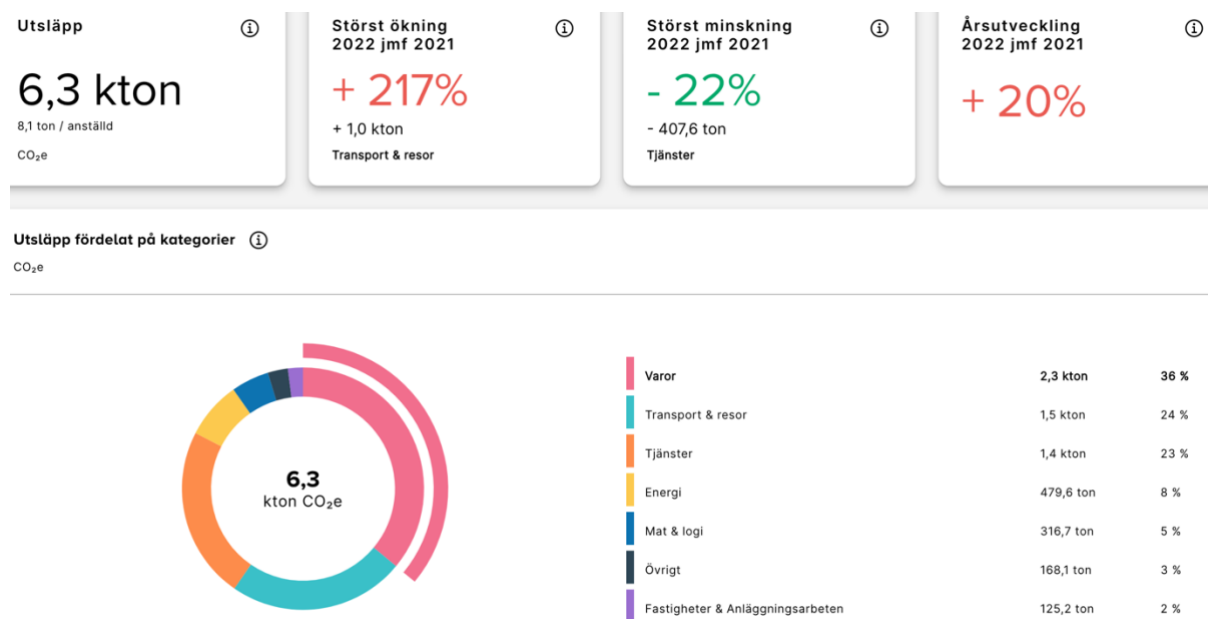 Utsläpp
6,3 kton
8,1 ton / anställd
CO₂e
Störst ökning
2022 jmf 2021
+ 217%
+ 1,0 kton
Transport & resor
Störst minskning
2022 jmf 2021
- 22%
- 407,6 ton
Tjänster
Årsutveckling
2022 jmf 2021
+ 20%
Utsläpp fördelat på kategorier
CO₂e
6,3
kton CO₂e
Varor 2,3 kton 36 %
Transport & resor 1,5 kton 24 %
Tjänster 1,4 kton 23 %
Energi 479,6 ton 8 %
Mat & logi 316,7 ton 5 %
Övrigt 168,1 ton 3 %
Fastigheter & Anläggningsarbeten 125,2 ton 2 %